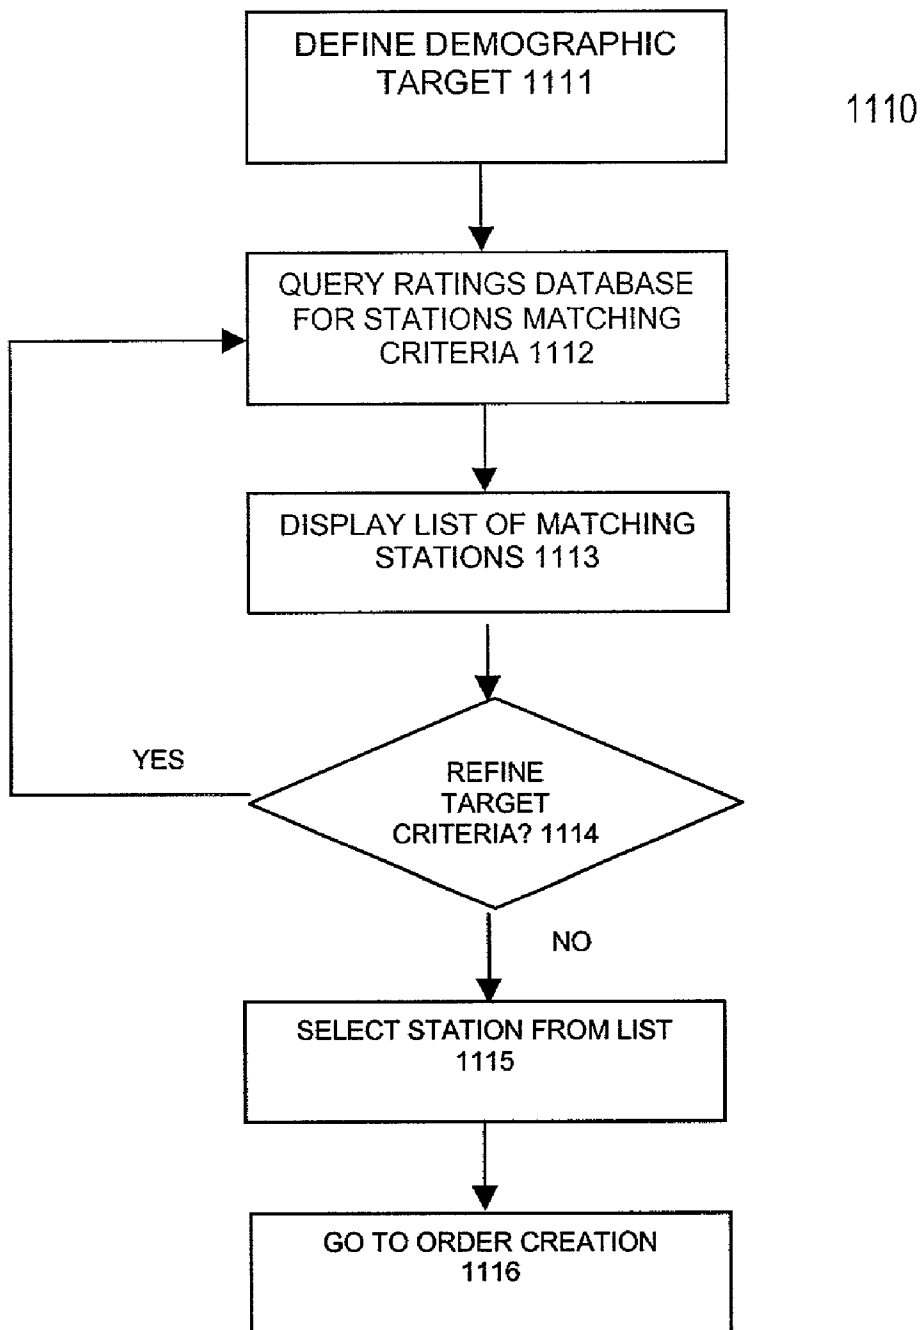 DEFINE DEMOGRAPHIC
TARGET 1111
1110
QUERY RATINGS DATABASE
FOR STATIONS MATCHING
CRITERIA 1112
DISPLAY LIST OF MATCHING
STATIONS 1113
YES
REFINE
TARGET
CRITERIA? 1114
NO
SELECT STATION FROM LIST
1115
GO TO ORDER CREATION
1116